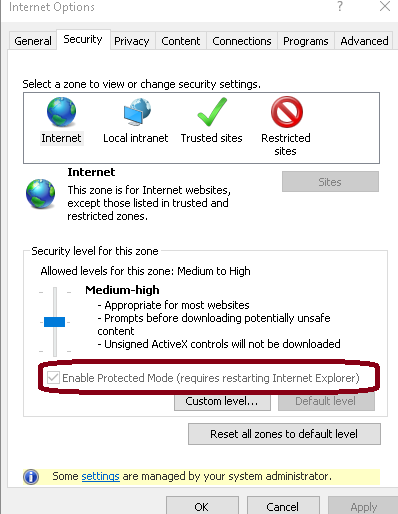 Internet Options
General Security Privacy Content Connections Programs Advanced
Select a zone to view or change security settings.
Internet Local intranet Trusted sites Restricted
sites
Internet
This zone is for Internet websites,
except those listed in trusted and
restricted zones.
Sites
Security level for this zone
Allowed levels for this zone: Medium to High
Medium-high
- Appropriate for most websites
- Prompts before downloading potentially unsafe
content
- Unsigned ActiveX controls will not be downloaded
Enable Protected Mode (requires restarting Internet Explorer)
Custom level... Default level
Reset all zones to default level
Some settings are managed by your system administrator.
OK Cancel Apply